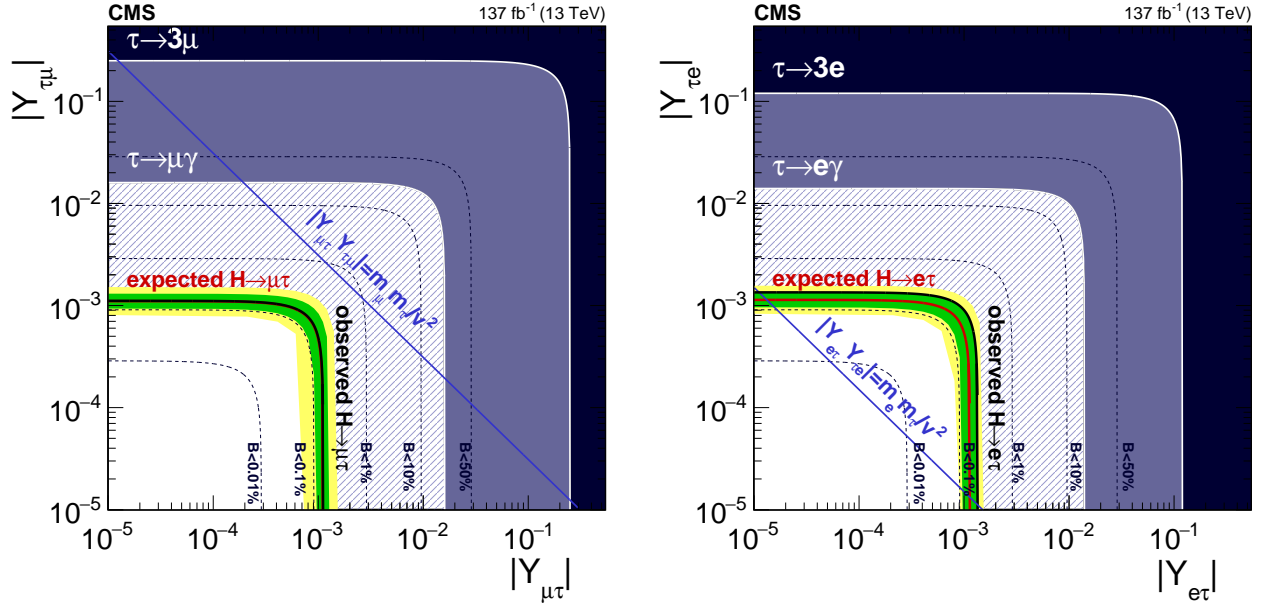 CMS 137 fb⁻¹ (13 TeV)
τ→3μ
|Y_τμ|
10⁻¹
τ→μγ
10⁻²
|Y_μτ Y_τμ|=m_μ m_τ/v²
expected H→μτ
10⁻³
observed H→μτ
10⁻⁴
B<0.01%
B<0.1%
B<1%
B<10%
B<50%
10⁻⁵
10⁻⁵ 10⁻⁴ 10⁻³ 10⁻² 10⁻¹
|Y_μτ|
CMS 137 fb⁻¹ (13 TeV)
τ→3e
|Y_τe|
10⁻¹
τ→eγ
10⁻²
expected H→eτ
10⁻³
observed H→eτ
|Y_eτ Y_τe|=m_e m_τ/v²
10⁻⁴
B<0.01%
B<0.1%
B<1%
B<10%
B<50%
10⁻⁵
10⁻⁵ 10⁻⁴ 10⁻³ 10⁻² 10⁻¹
|Y_eτ|